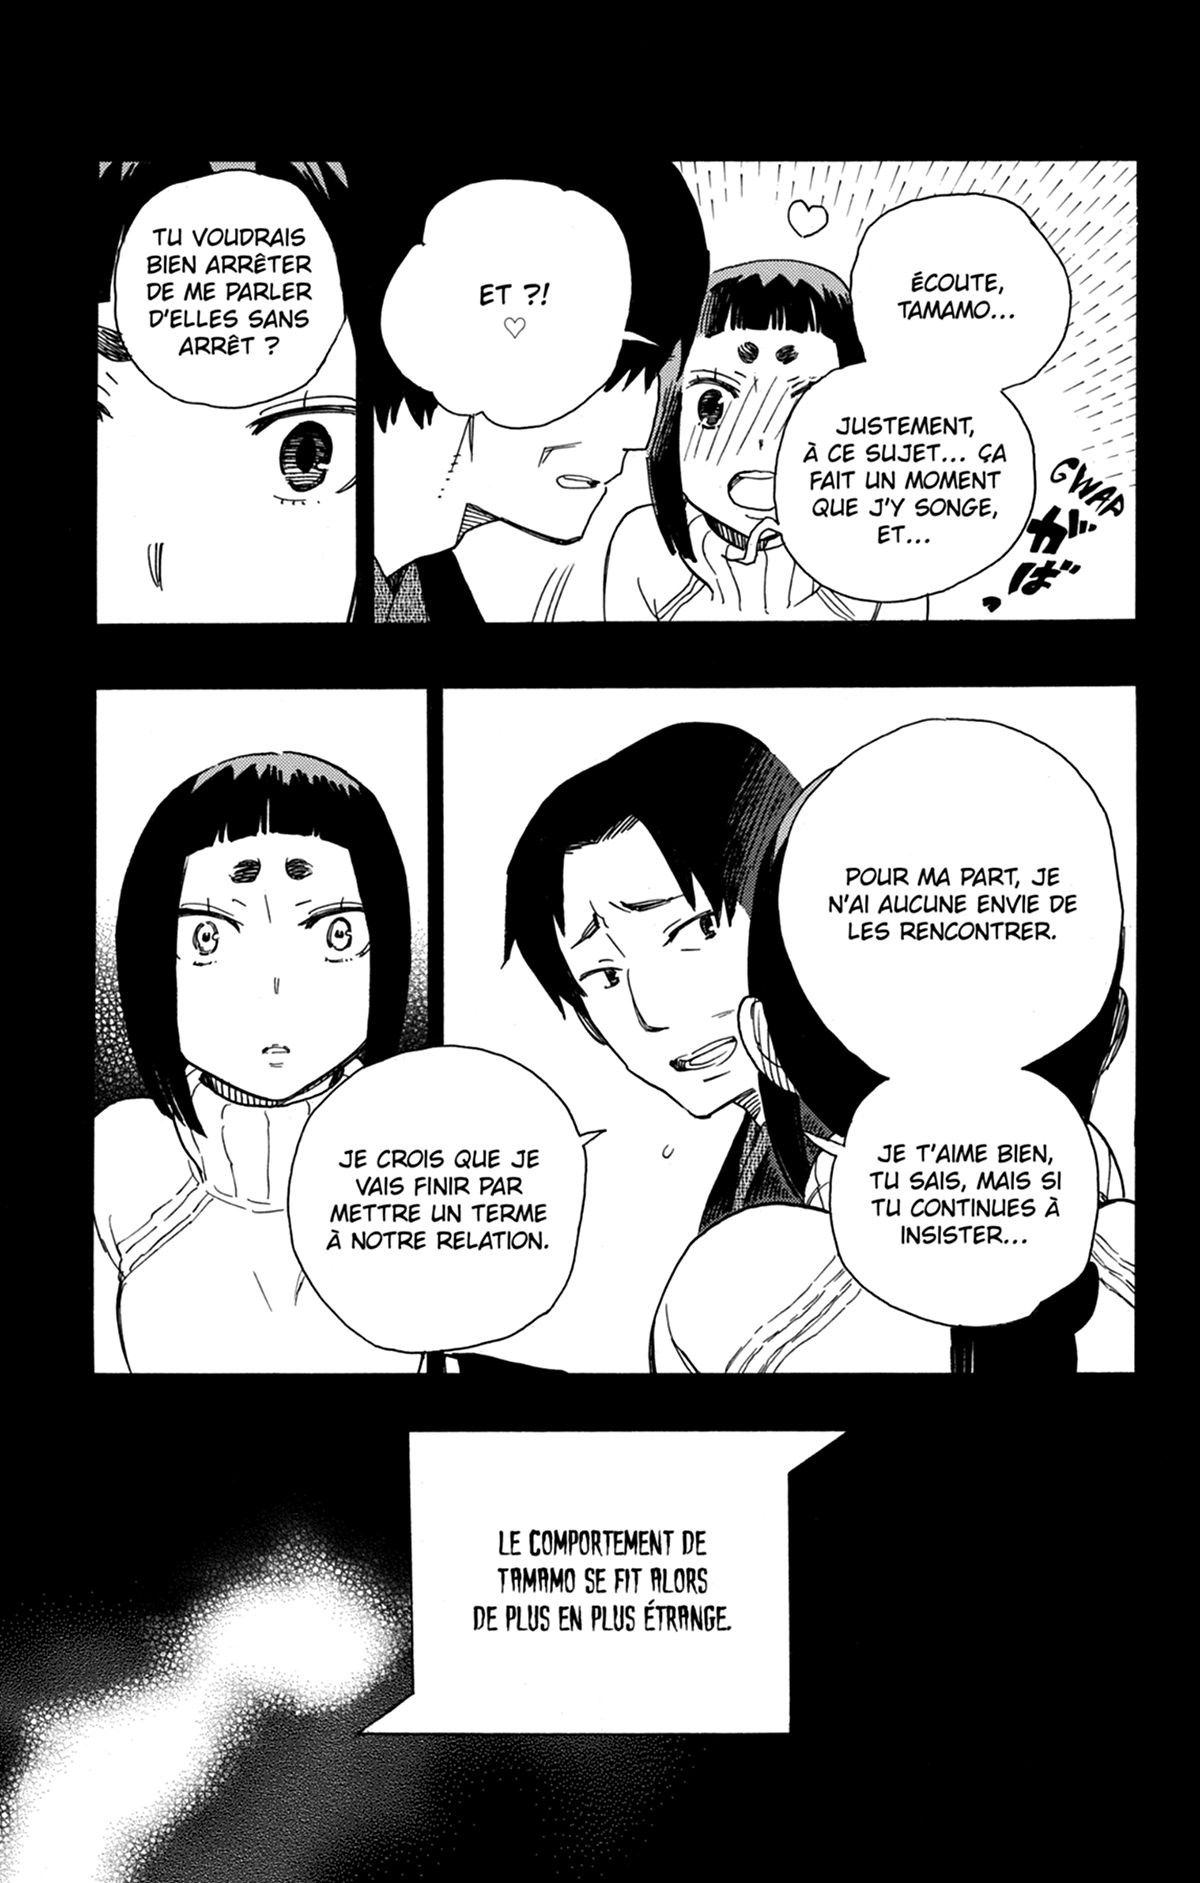 ÉCOUTE,
TAMAMO...
JUSTEMENT,
À CE SUJET... ÇA
FAIT UN MOMENT
QUE J'Y SONGE,
ET...
GWAP
がばっ
ET ?!
♡
TU VOUDRAIS
BIEN ARRÊTER
DE ME PARLER
D'ELLES SANS
ARRÊT ?
POUR MA PART, JE
N'AI AUCUNE ENVIE DE
LES RENCONTRER.
JE T'AIME BIEN,
TU SAIS, MAIS SI
TU CONTINUES À
INSISTER...
JE CROIS QUE JE
VAIS FINIR PAR
METTRE UN TERME
À NOTRE RELATION.
LE COMPORTEMENT DE
TAMAMO SE FIT ALORS
DE PLUS EN PLUS ÉTRANGE.